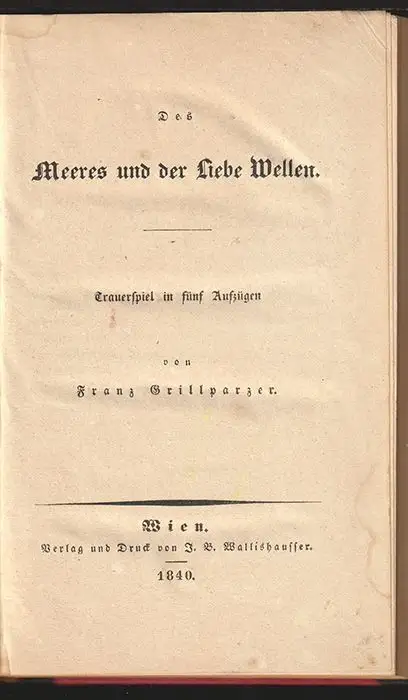 Des
Meeres und der Liebe Wellen.
Trauerspiel in fünf Aufzügen
von
Franz Grillparzer.
Wien.
Verlag und Druck von J. B. Wallishausser.
1840.